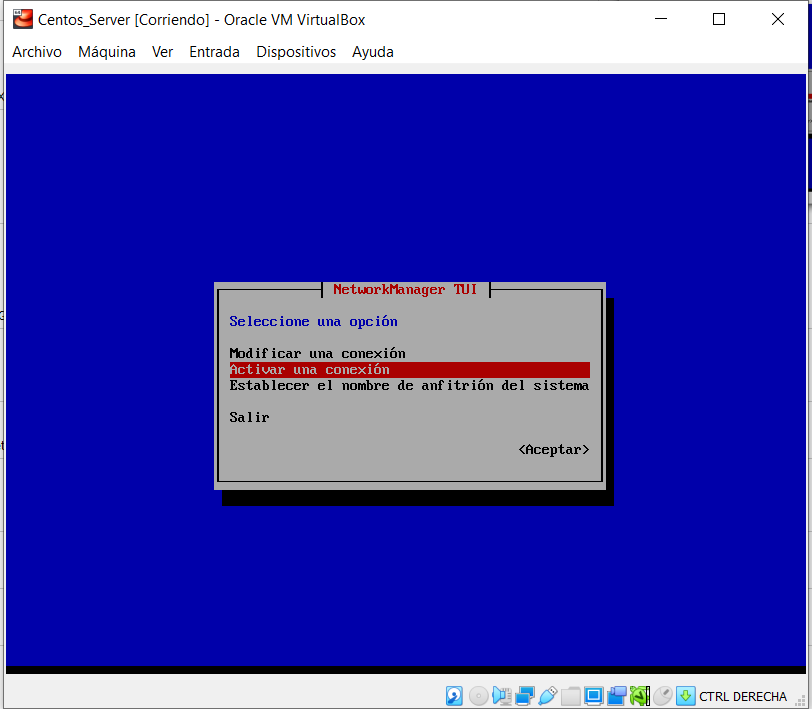 Centos_Server [Corriendo] - Oracle VM VirtualBox
Archivo Máquina Ver Entrada Dispositivos Ayuda
NetworkManager TUI
Seleccione una opción
Modificar una conexión
Activar una conexión
Establecer el nombre de anfitrión del sistema
Salir
<Aceptar>
CTRL DERECHA